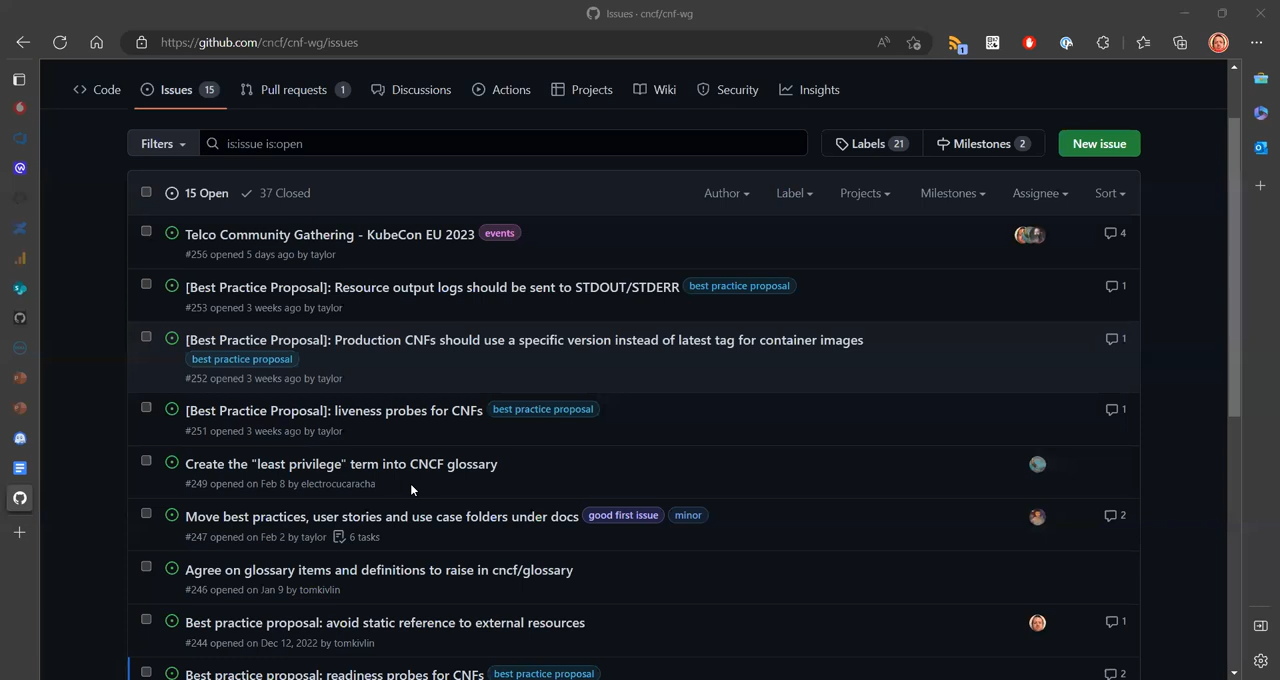 Issues · cncf/cnf-wg
https://github.com/cncf/cnf-wg/issues
1
Code
Issues 15
Pull requests 1
Discussions
Actions
Projects
Wiki
Security
Insights
Filters
is:issue is:open
Labels 21
Milestones 2
New issue
15 Open
37 Closed
Author
Label
Projects
Milestones
Assignee
Sort
Telco Community Gathering - KubeCon EU 2023 events
4
#256 opened 5 days ago by taylor
[Best Practice Proposal]: Resource output logs should be sent to STDOUT/STDERR best practice proposal
1
#253 opened 3 weeks ago by taylor
[Best Practice Proposal]: Production CNFs should use a specific version instead of latest tag for container images
1
best practice proposal
#252 opened 3 weeks ago by taylor
[Best Practice Proposal]: liveness probes for CNFs best practice proposal
1
#251 opened 3 weeks ago by taylor
Create the "least privilege" term into CNCF glossary
#249 opened on Feb 8 by electrocucaracha
Move best practices, user stories and use case folders under docs good first issue minor
2
#247 opened on Feb 2 by taylor 6 tasks
Agree on glossary items and definitions to raise in cncf/glossary
#246 opened on Jan 9 by tomkivlin
Best practice proposal: avoid static reference to external resources
1
#244 opened on Dec 12, 2022 by tomkivlin
Best practice proposal: readiness probes for CNFs best practice proposal
2